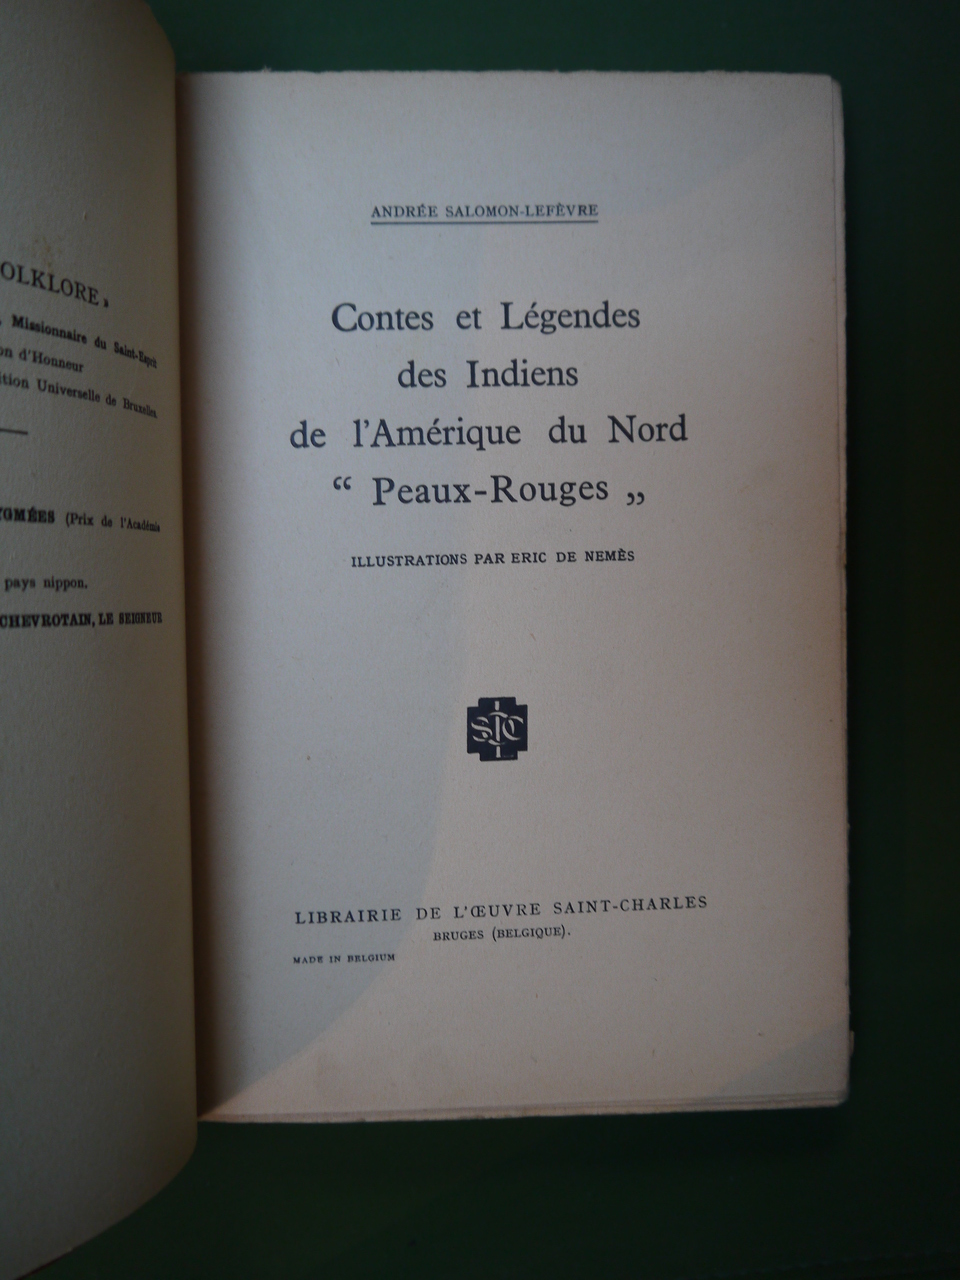 OLKLORE,
Missionnaire du Saint-Esprit
on d'Honneur
ition Universelle de Bruxelles.
YGMÉES (Prix de l'Académie
pays nippon.
CHEVROTAIN, LE SEIGNEUR
ANDRÉE SALOMON-LEFÈVRE
Contes et Légendes
des Indiens
de l'Amérique du Nord
“ Peaux-Rouges „
ILLUSTRATIONS PAR ERIC DE NEMÈS
LIBRAIRIE DE L'ŒUVRE SAINT-CHARLES
BRUGES (BELGIQUE).
MADE IN BELGIUM